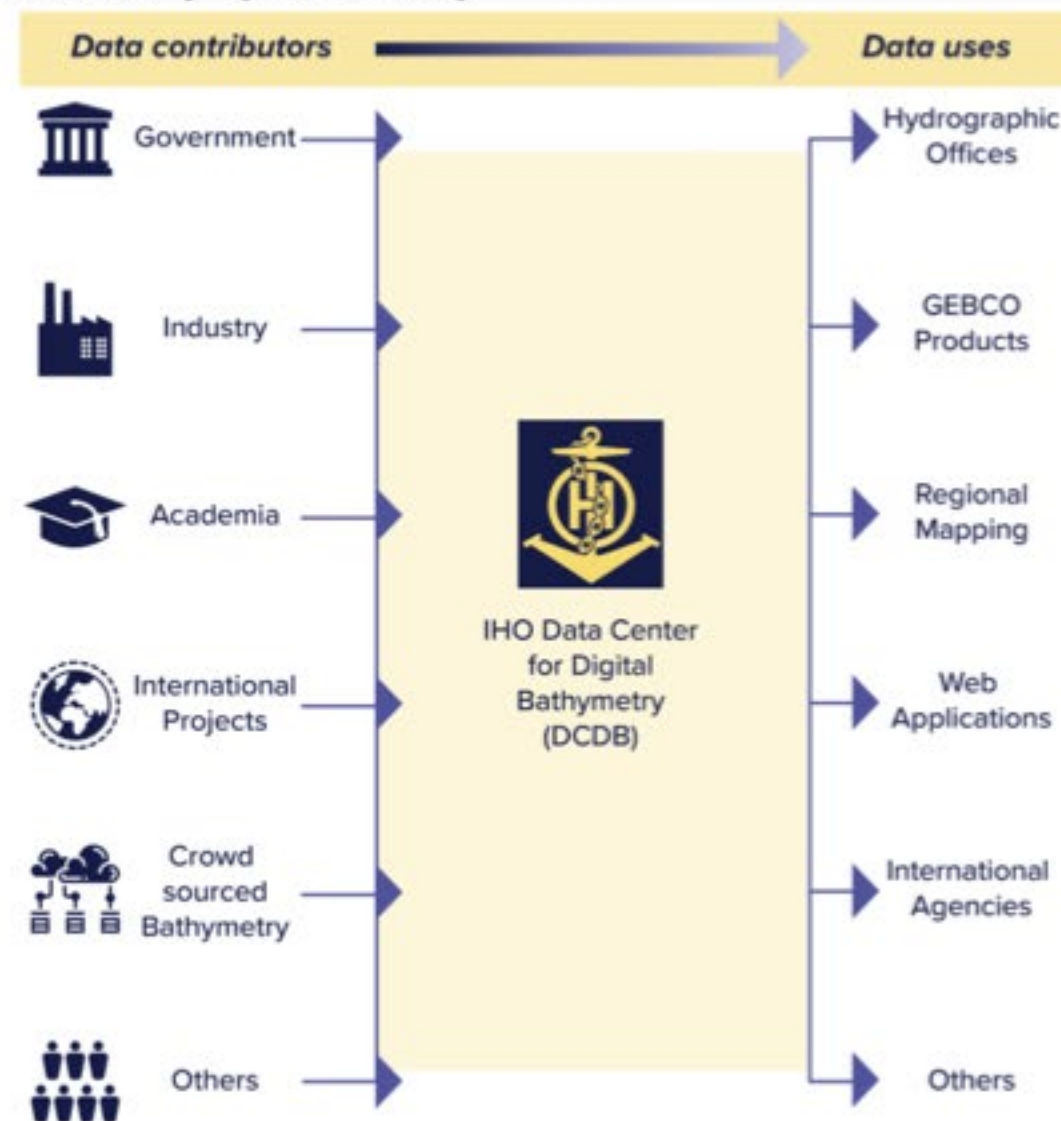 Data contributors
Data uses
Government
Hydrographic
Offices
Industry
GEBCO
Products
Academia
Regional
Mapping
IHO Data Center
for Digital
Bathymetry
(DCDB)
International
Projects
Web
Applications
Crowd
sourced
Bathymetry
International
Agencies
Others
Others